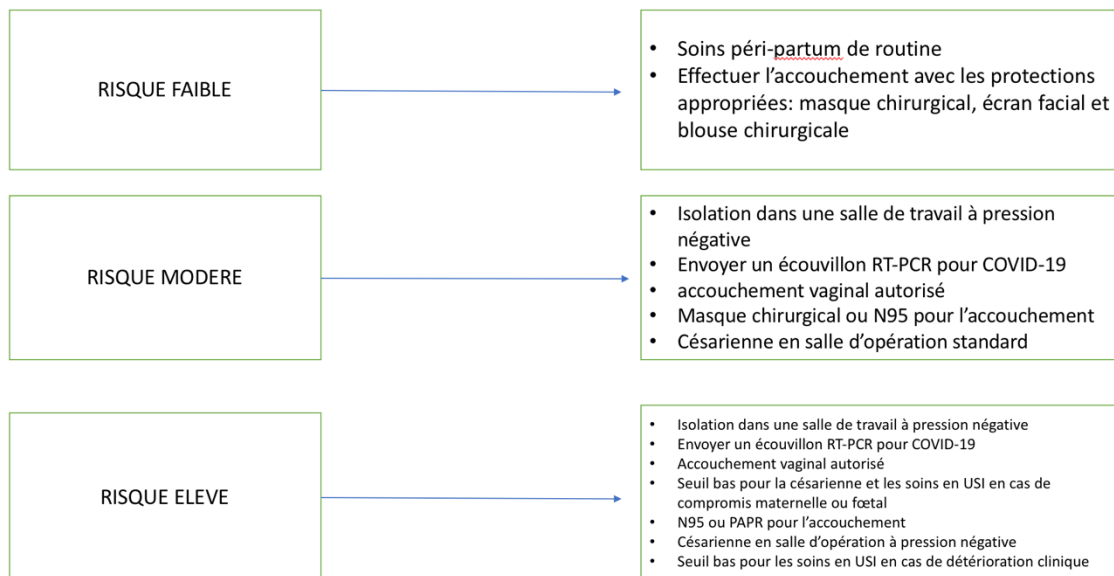 RISQUE FAIBLE
• Soins péri-partum de routine
• Effectuer l'accouchement avec les protections
appropriées: masque chirurgical, écran facial et
blouse chirurgicale
RISQUE MODERE
• Isolation dans une salle de travail à pression
négative
• Envoyer un écouvillon RT-PCR pour COVID-19
• accouchement vaginal autorisé
• Masque chirurgical ou N95 pour l'accouchement
• Césarienne en salle d'opération standard
RISQUE ELEVE
• Isolation dans une salle de travail à pression négative
• Envoyer un écouvillon RT-PCR pour COVID-19
• Accouchement vaginal autorisé
• Seuil bas pour la césarienne et les soins en USI en cas de
compromis maternelle ou fœtal
• N95 ou PAPR pour l'accouchement
• Césarienne en salle d'opération à pression négative
• Seuil bas pour les soins en USI en cas de détérioration clinique